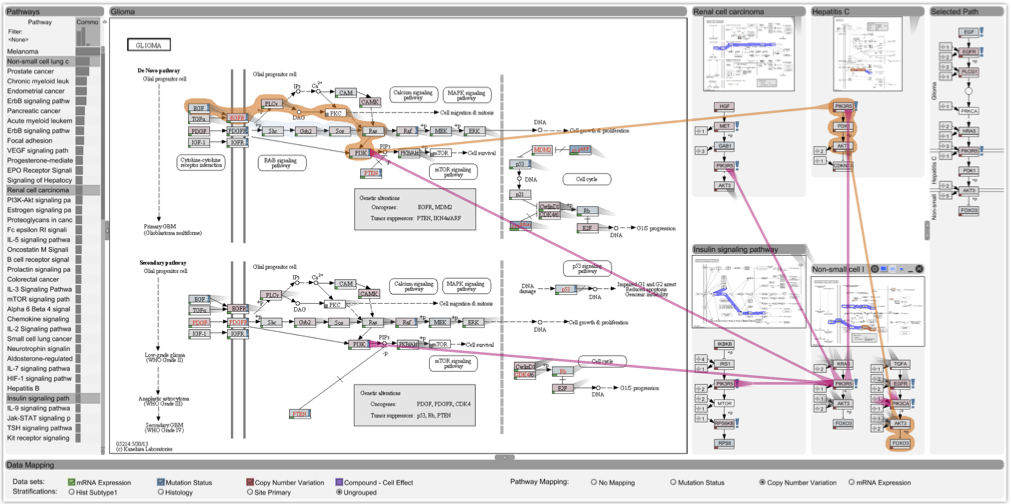 Pathways
Pathway
Commo
Filter:
<None>
Melanoma
Non-small cell lung c
Prostate cancer
Chronic myeloid leuk
Endometrial cancer
ErbB signaling pathw
Pancreatic cancer
Acute myeloid leukem
ErbB signaling pathw
Focal adhesion
VEGF signaling path
Progesterone-mediate
EPO Receptor Signali
Signaling of Hepatocy
Renal cell carcinoma
PI3K-Akt signaling pa
Estrogen signaling pa
Proteoglycans in canc
Fc epsilon RI signali
IL-5 signaling pathwa
Oncostatin M Signali
B cell receptor signal
Prolactin signaling pa
Colorectal cancer
IL-3 Signaling Pathwa
mTOR signaling path
Alpha 6 Beta 4 signal
Chemokine signaling
IL-2 Signaling Pathwa
Small cell lung cancer
Neurotrophin signalin
Aldosterone-regulated
IL-7 signaling pathwa
HIF-1 signaling pathw
Hepatitis B
Insulin signaling path
IL-9 signaling pathwa
Jak-STAT signaling p
TSH signaling pathwa
Kit receptor signaling
Glioma
GLIOMA
De Novo pathway
Glial progenitor cell
Glial progenitor cell
IP3
Ca2+
CAM
CAMK
Calcium signaling
pathway
MAPK signaling
pathway
EGF
TGFα
EGFR
PLCγ
DAG
PKC
Cell migration & motility
PDGF
PDGFR
Shc
Grb2
Sos
Ras
Raf
MEK
ERK
DNA
Cell growth & proliferation
IGF-1
IGFR
PI3K
PIP3
PKB/Akt
mTOR
Cell survival
Cytokine-cytokine
receptor interaction
ErbB signaling
pathway
PTEN
mTOR signaling
pathway
MDM2
p53
DNA
Cell cycle
p21
Genetic alterations
Oncogenes: EGFR, MDM2
Tumor suppressors: PTEN, INK4a/ARF
CyclinD1
CDK4/6
Rb
E2F
DNA
G1/S progression
Primary GBM
(Glioblastoma multiforme)
Secondary pathway
Glial progenitor cell
Glial progenitor cell
IP3
Ca2+
CAM
CAMK
Calcium signaling
pathway
MAPK signaling
pathway
p53 signaling
pathway
EGF
TGFα
EGFR
PLCγ
DAG
PKC
Cell migration & motility
DNA
damage
p53
DNA
Impaired G1 and G2 arrest
Reduced apoptosis
Genomic instability
PDGF
PDGFR
Shc
Grb2
Sos
Ras
Raf
MEK
ERK
DNA
Cell growth & proliferation
IGF-1
IGFR
PI3K
PIP3
PKB/Akt
mTOR
Cell survival
Low-grade glioma
(WHO Grade II)
mTOR signaling
pathway
Cell cycle
CyclinD1
Rb
E2F
DNA
G1/S progression
Anaplastic astrocytoma
(WHO Grade III)
PTEN
Genetic alterations
Oncogenes: PDGF, PDGFR, CDK4
Tumor suppressors: p53, Rb, PTEN
Secondary GBM
(WHO Grade IV)
05214 5/30/13
(c) Kanehisa Laboratories
Renal cell carcinoma
HGF
MET
GAB1
PIK3R5
AKT3
Hepatitis C
PIK3R5
PDK1
AKT3
CDKN1A
Insulin signaling pathway
IKBKB
IRS1
PIK3R5
MTOR
RPS6KB
RPS6
Non-small cell l
KRAS
PIK3R5
AKT3
FOXO3
TGFA
EGFR
PIK3CA
AKT3
FOXO3
Selected Path
EGF
EGFR
PLCG1
PRKCA
KRAS
PIK3R5
PDK1
AKT3
FOXO3
Glioma
Hepatitis C
Non-small
Data Mapping
Data sets:
mRNA Expression
Mutation Status
Copy Number Variation
Compound - Cell Effect
Stratifications:
Hist Subtype1
Histology
Site Primary
Ungrouped
Pathway Mapping:
No Mapping
Mutation Status
Copy Number Variation
mRNA Expression